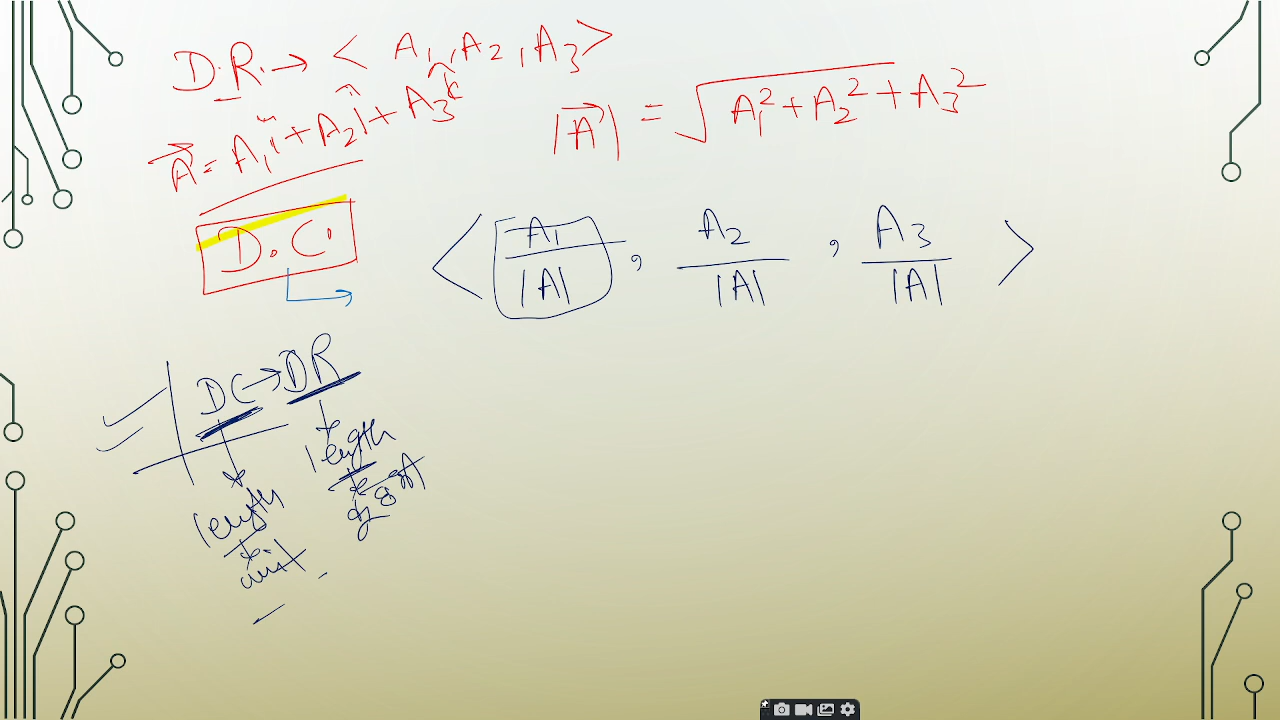 D.R. → < A₁, A₂, A₃ >
A⃗ = A₁î + A₂ĵ + A₃k̂
|A⃗| = √A₁² + A₂² + A₃²
D.C. < A₁/|A|, A₂/|A|, A₃/|A| >
DC → DR
length
length
unit